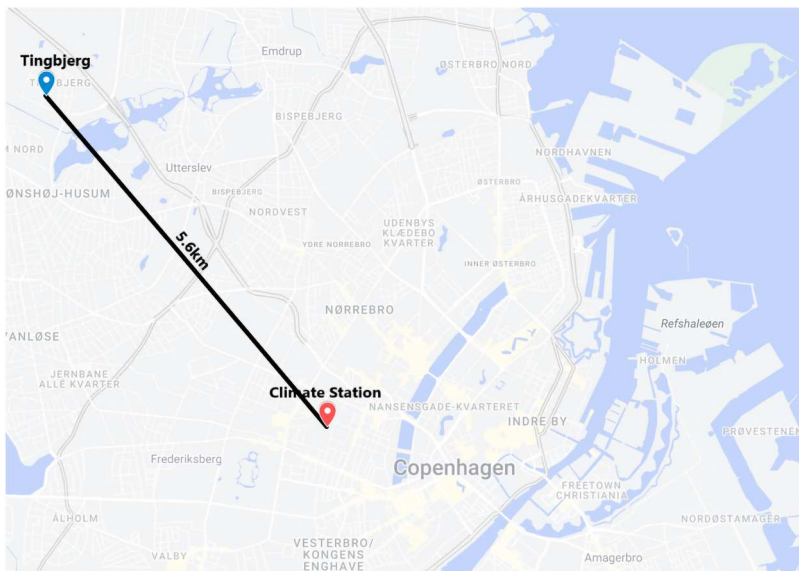 Tingbjerg
Emdrup
ØSTERBRO NORD
BISPEBJERG
M NORD
Utterslev
NORDHAVNEN
ØNSHØJ-HUSUM
BISPEBJERG
ØSTERBRO
ÅRHUSGADEKVARTER
NORDVEST
UDENBYS
KLÆDEBO
KVARTER
YDRE NØRREBRO
5.6km
INNER ØSTERBRO
NØRREBRO
Refshaleøen
VANLØSE
HOLMEN
JERNBANE
ALLÉ KVARTER
Climate Station
NANSENSGADE-KVARTERET
INDRE BY
PRØVESTENEN
Frederiksberg
Copenhagen
FREETOWN
CHRISTIANIA
ÅLHOLM
NORDØSTAMAGER
VESTERBRO/
KONGENS
ENGHAVE
VALBY
Amagerbro